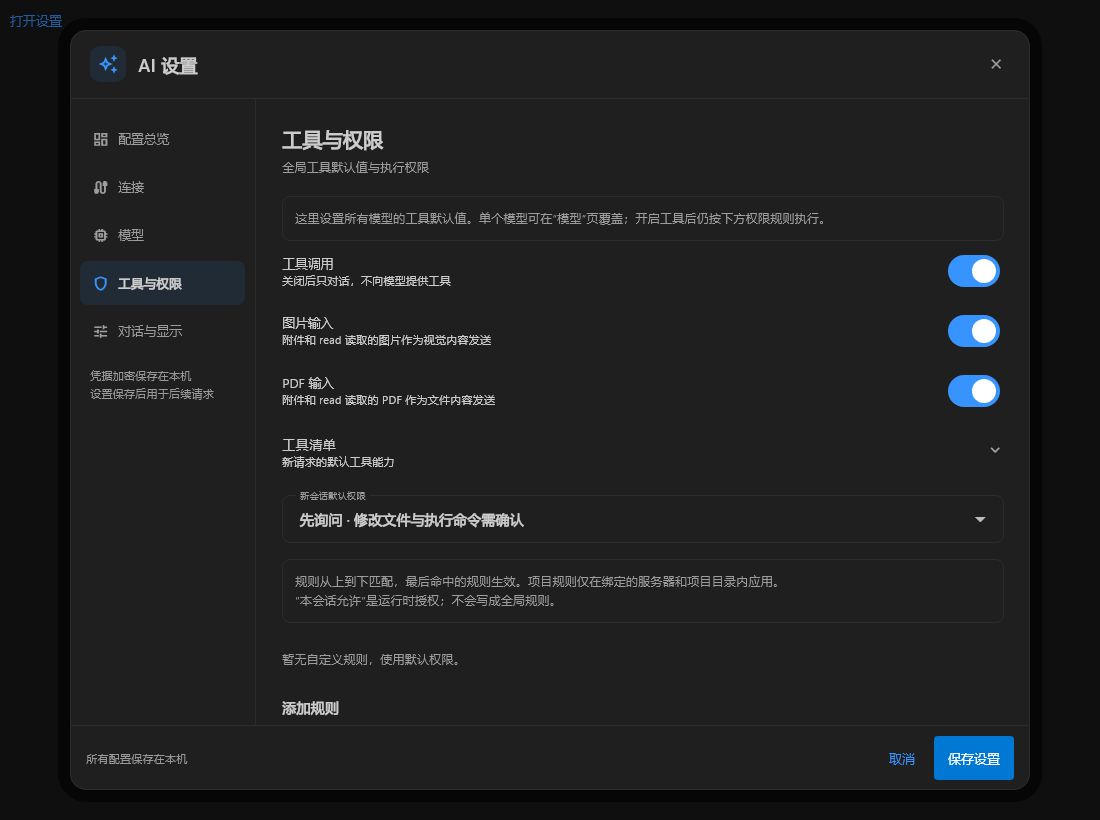 打开设置
AI 设置
配置总览
连接
模型
工具与权限
对话与显示
凭据加密保存在本机
设置保存后用于后续请求
工具与权限
全局工具默认值与执行权限
这里设置所有模型的工具默认值。单个模型可在“模型”页覆盖；开启工具后仍按下方权限规则执行。
工具调用
关闭后只对话，不向模型提供工具
图片输入
附件和 read 读取的图片作为视觉内容发送
PDF 输入
附件和 read 读取的 PDF 作为文件内容发送
工具清单
新请求的默认工具能力
新会话默认权限
先询问 · 修改文件与执行命令需确认
规则从上到下匹配，最后命中的规则生效。项目规则仅在绑定的服务器和项目目录内应用。
“本会话允许”是运行时授权；不会写成全局规则。
暂无自定义规则，使用默认权限。
添加规则
所有配置保存在本机
取消
保存设置